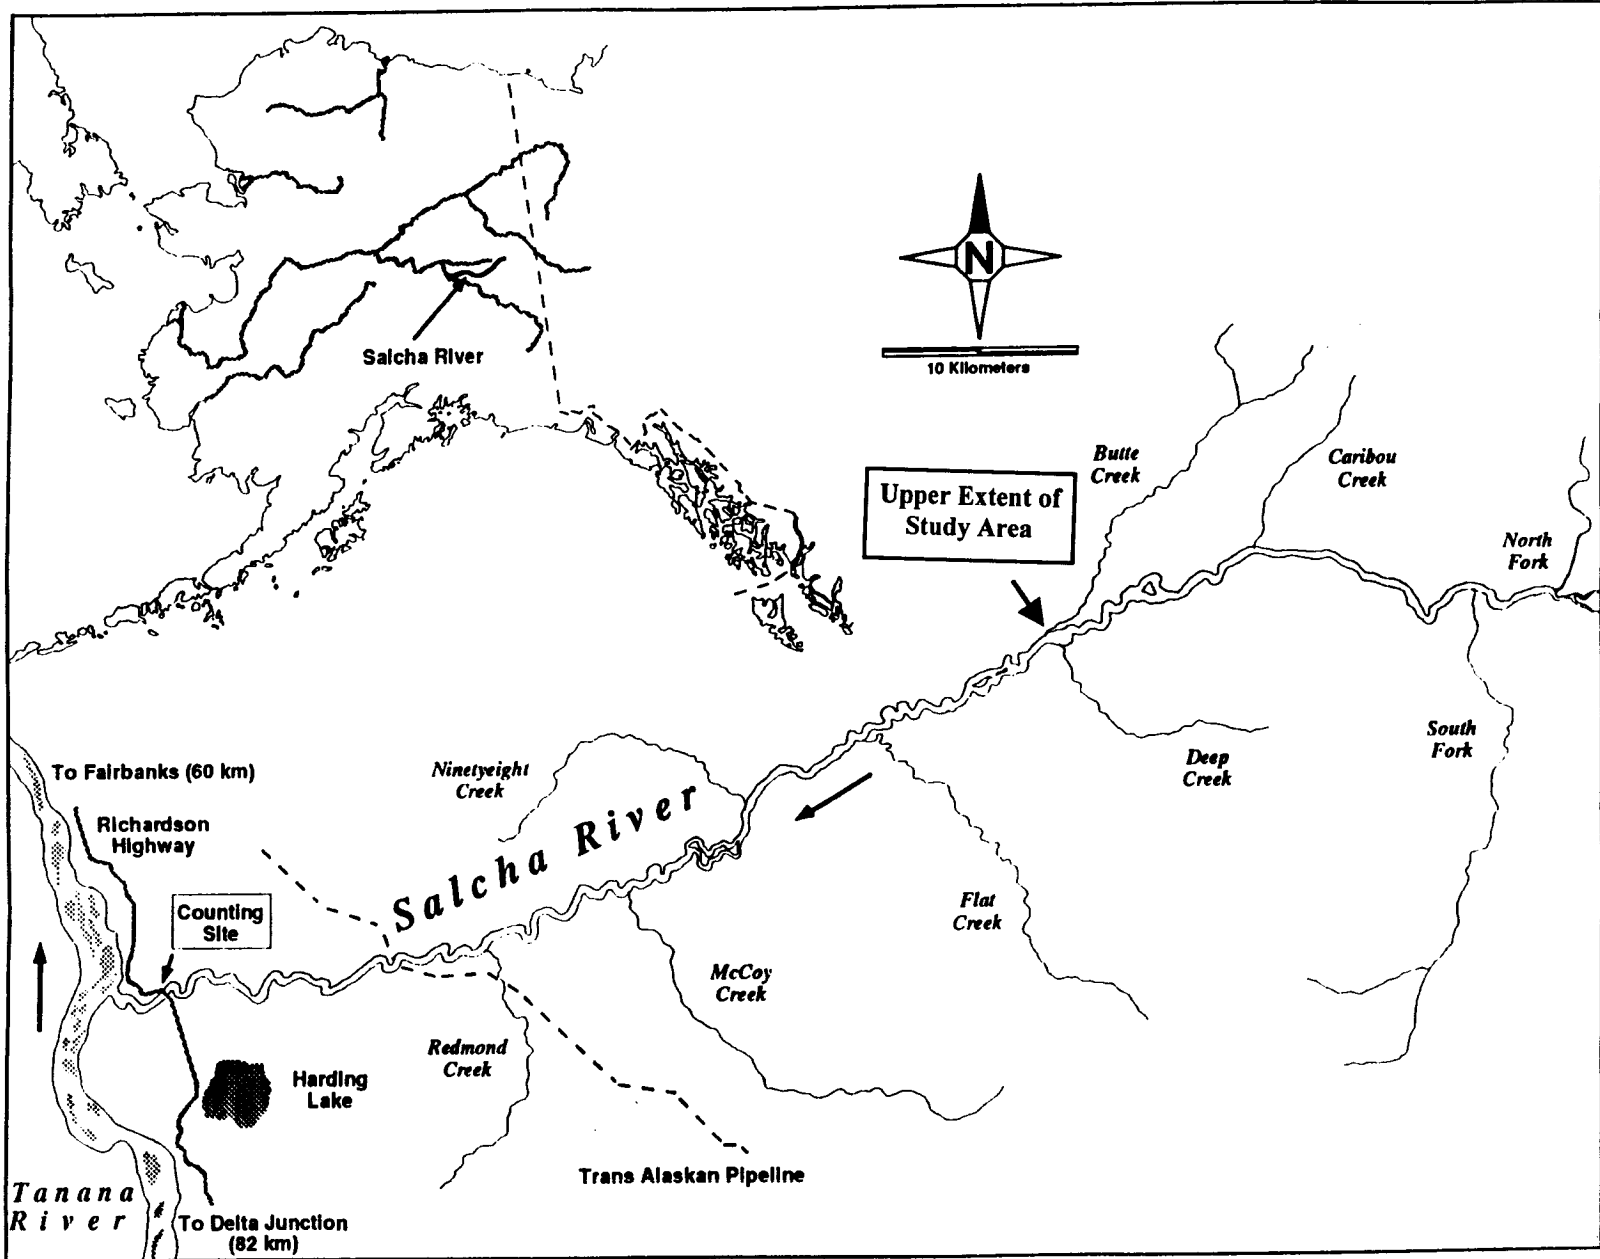 N
10 Kilometers
Salcha River
Butte
Creek
Caribou
Creek
Upper Extent of
Study Area
North
Fork
South
Fork
Deep
Creek
Ninetyeight
Creek
To Fairbanks (60 km)
Richardson
Highway
Salcha River
Counting
Site
Flat
Creek
McCoy
Creek
Redmond
Creek
Harding
Lake
Trans Alaskan Pipeline
Tanana
River
To Delta Junction
(82 km)